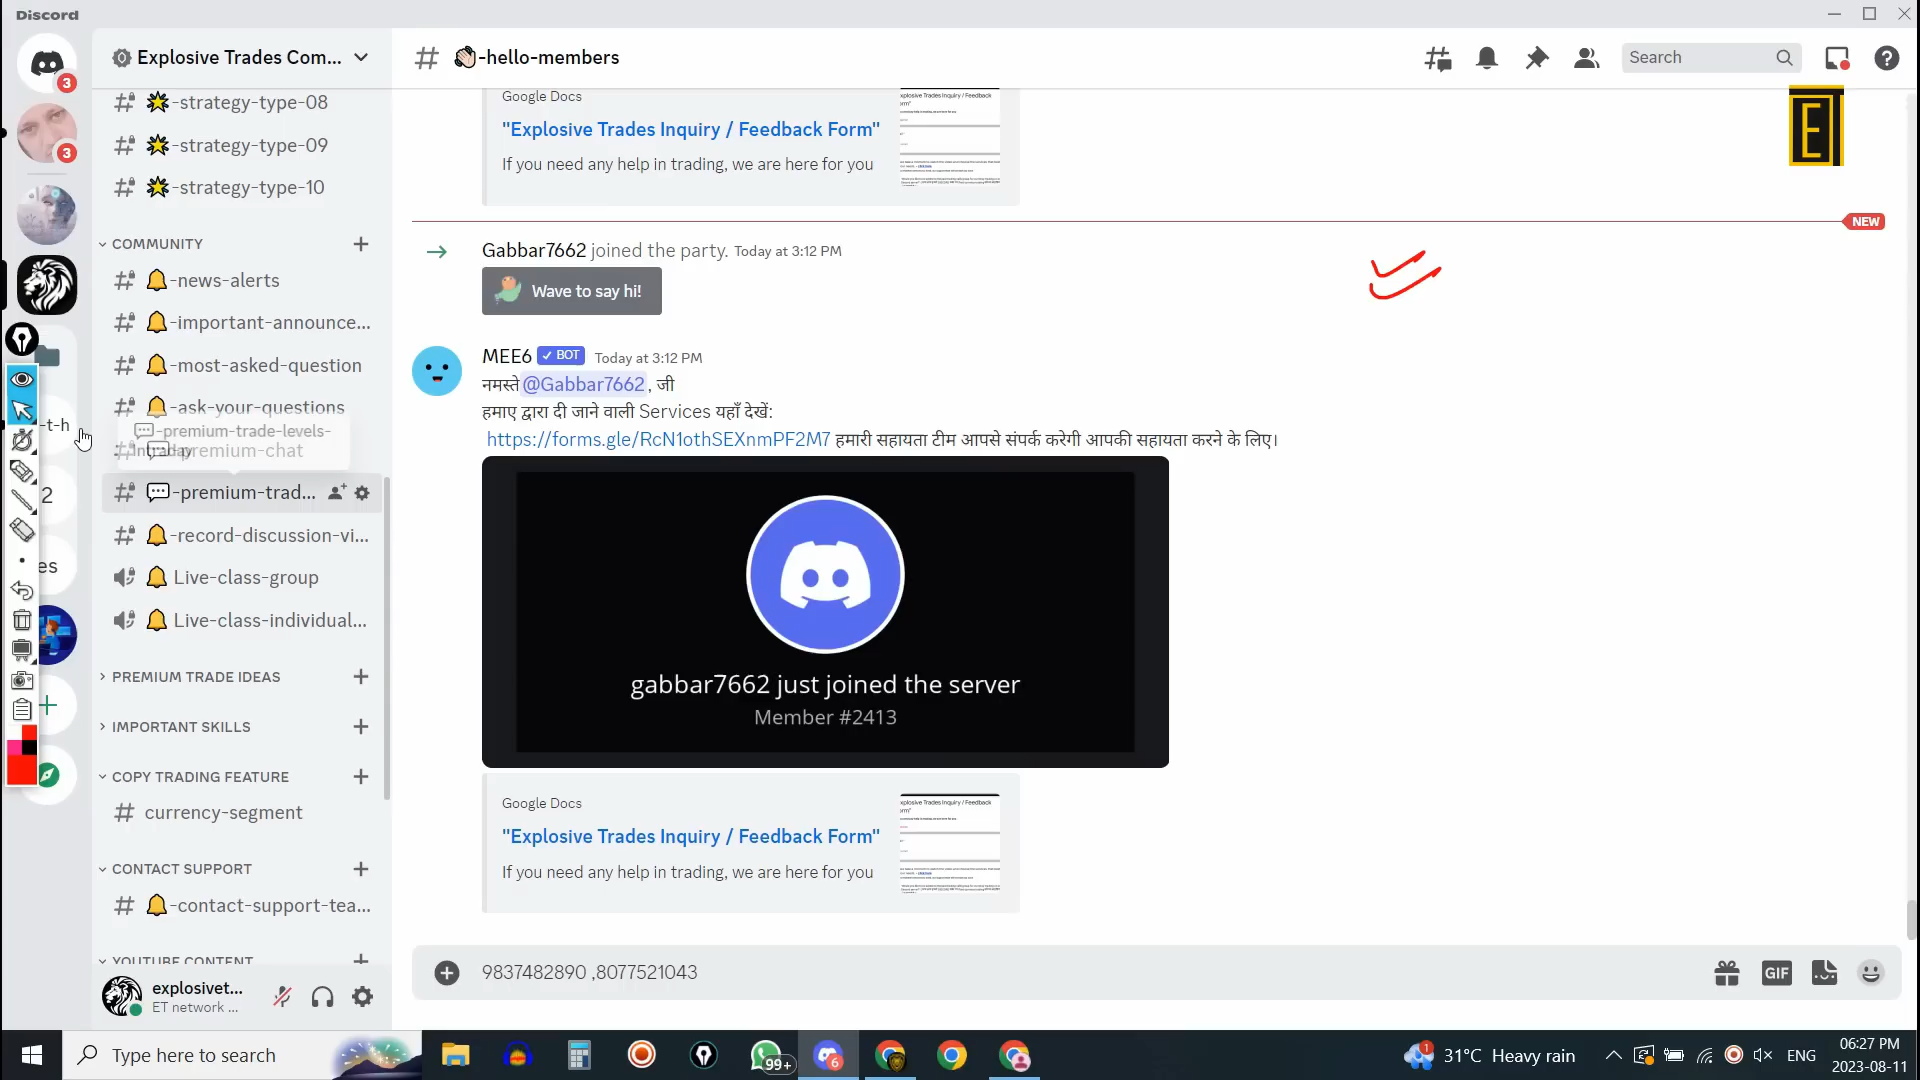 Discord
3
Explosive Trades Com...
-hello-members
Search
3
-strategy-type-08
-strategy-type-09
-strategy-type-10
COMMUNITY
-news-alerts
-important-announce...
-most-asked-question
-ask-your-questions
-premium-trade-levels-
premium-chat
-premium-trad...
-record-discussion-vi...
Live-class-group
Live-class-individual...
PREMIUM TRADE IDEAS
IMPORTANT SKILLS
COPY TRADING FEATURE
currency-segment
CONTACT SUPPORT
-contact-support-tea...
YOUTUBE CONTENT
explosivet...
ET network ...
-t-h
2
es
Google Docs
"Explosive Trades Inquiry / Feedback Form"
If you need any help in trading, we are here for you
E
NEW
Gabbar7662 joined the party. Today at 3:12 PM
Wave to say hi!
MEE6 ✓ BOT Today at 3:12 PM
नमस्ते @Gabbar7662 , जी
हमाए द्वारा दी जाने वाली Services यहाँ देखें:
https://forms.gle/RcN1othSEXnmPF2M7 हमारी सहायता टीम आपसे संपर्क करेगी आपकी सहायता करने के लिए।
gabbar7662 just joined the server
Member #2413
Google Docs
"Explosive Trades Inquiry / Feedback Form"
If you need any help in trading, we are here for you
9837482890 ,8077521043
GIF
Type here to search
99+
6
1
31°C Heavy rain
ENG
06:27 PM
2023-08-11